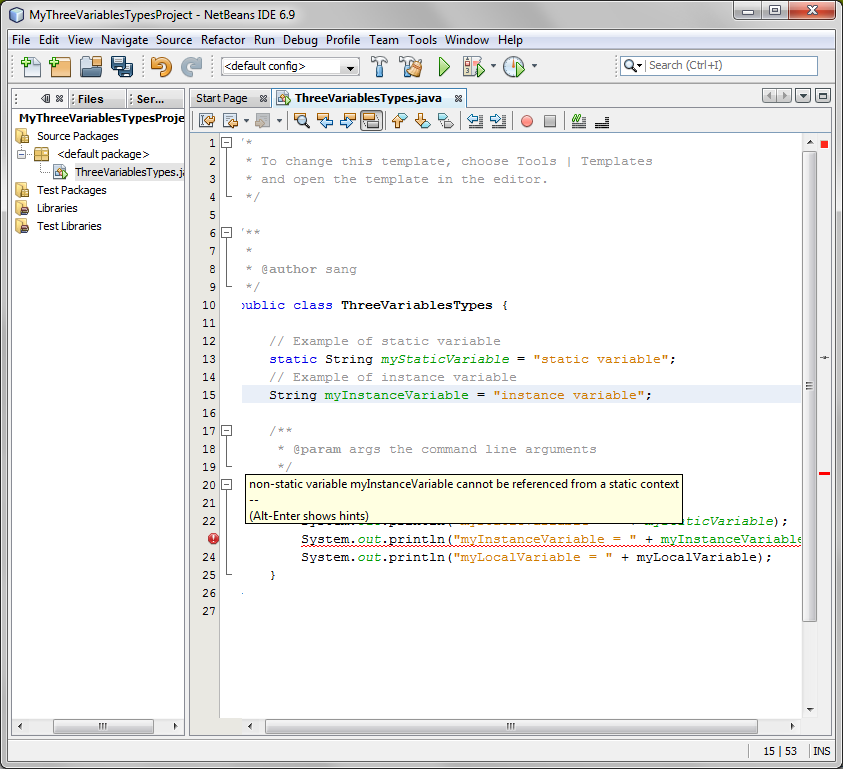 MyThreeVariablesTypesProject - NetBeans IDE 6.9
File Edit View Navigate Source Refactor Run Debug Profile Team Tools Window Help
<default config>
Search (Ctrl+I)
Files
Ser...
Start Page
ThreeVariablesTypes.java
MyThreeVariablesTypesProje
Source Packages
<default package>
ThreeVariablesTypes.ja
Test Packages
Libraries
Test Libraries
1 /*
2 * To change this template, choose Tools | Templates
3 * and open the template in the editor.
4 */
5
6 /**
7 *
8 * @author sang
9 */
10 public class ThreeVariablesTypes {
11
12 // Example of static variable
13 static String myStaticVariable = "static variable";
14 // Example of instance variable
15 String myInstanceVariable = "instance variable";
16
17 /**
18 * @param args the command line arguments
19 */
20
non-static variable myInstanceVariable cannot be referenced from a static context
--
(Alt-Enter shows hints)
21
22
System.out.println("myInstanceVariable = " + myInstanceVariable
24 System.out.println("myLocalVariable = " + myLocalVariable);
25 }
26
27
15 | 53 INS